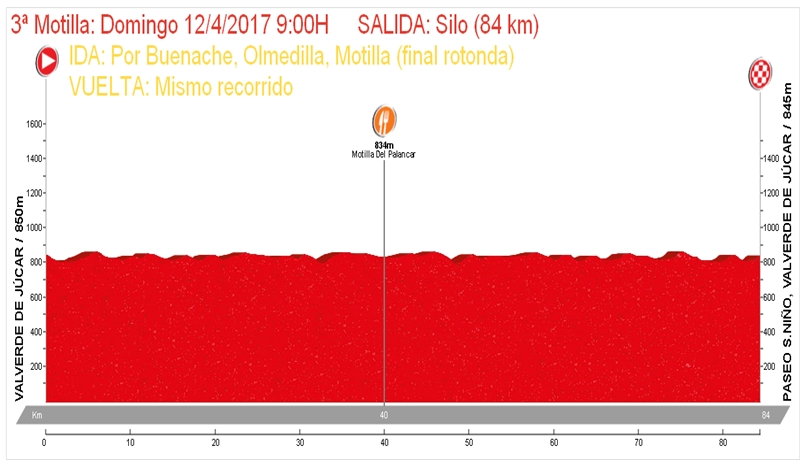 3ª Motilla: Domingo 12/4/2017 9:00H SALIDA: Silo (84 km)
IDA: Por Buenache, Olmedilla, Motilla (final rotonda)
VUELTA: Mismo recorrido
834m
Motilla Del Palancar
VALVERDE DE JÚCAR / 850m
1600
1400
1200
1000
800
600
400
200
1400
1200
1000
800
600
400
200
PASEO S.NIÑO, VALVERDE DE JÚCAR / 845m
Km 40 84
0 10 20 30 40 50 60 70 80